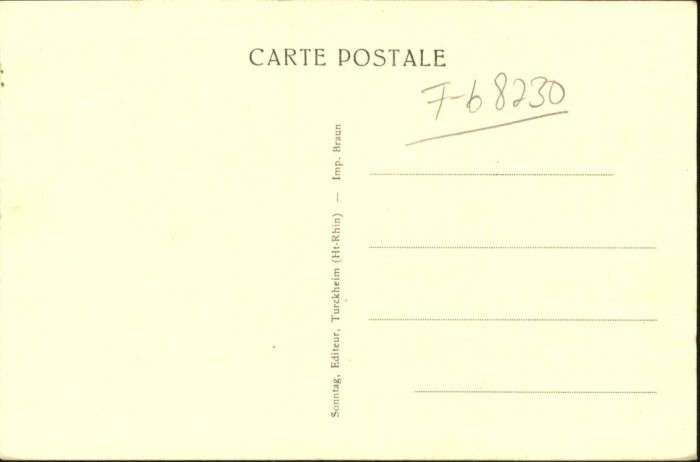 CARTE POSTALE
F-68230
Sonntag, Editeur, Turckheim (Ht-Rhin) — Imp. Braun